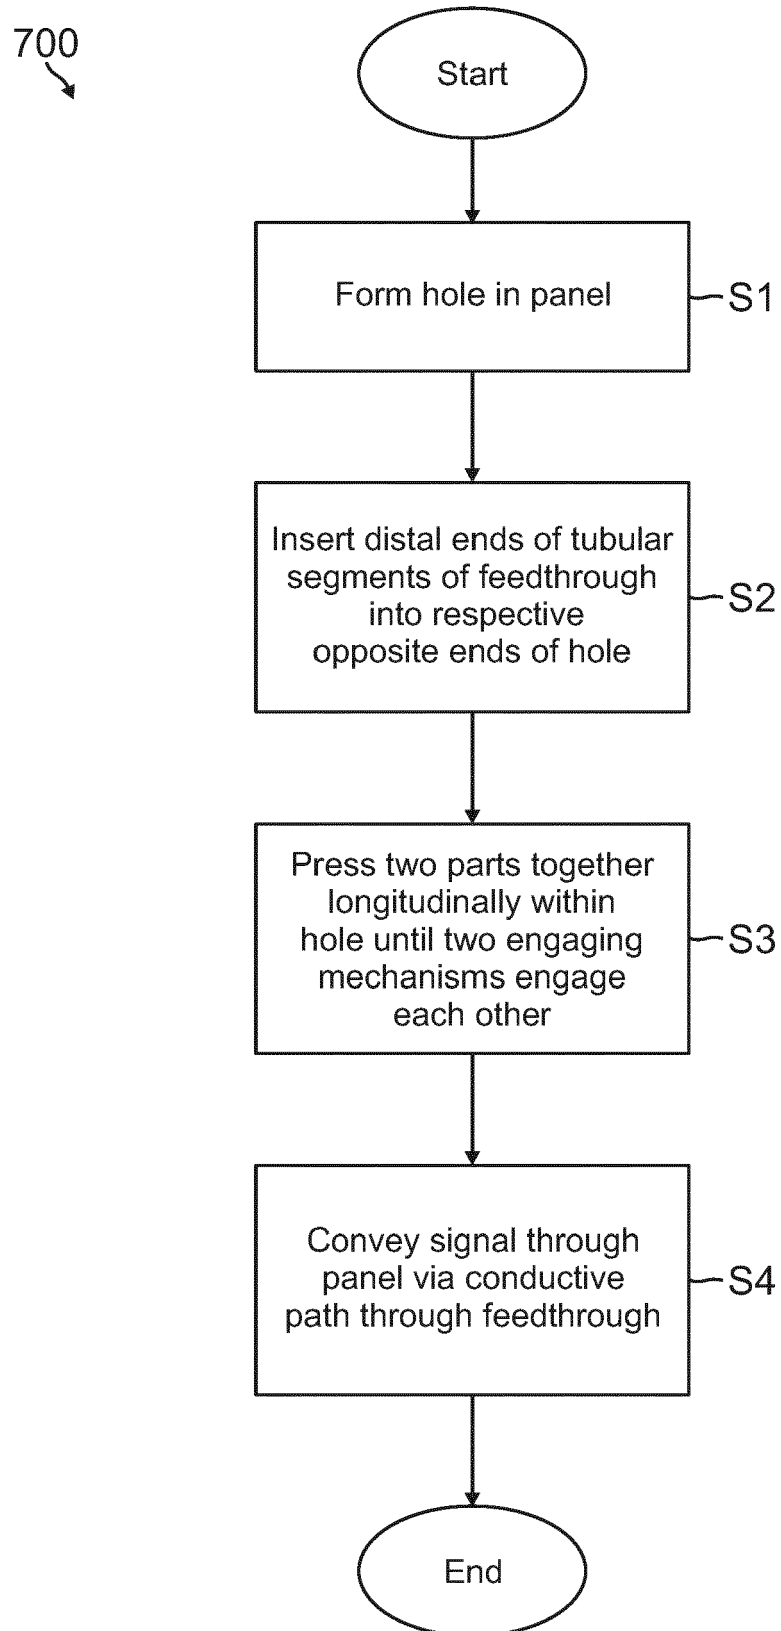 700
Start
Form hole in panel
S1
Insert distal ends of tubular
segments of feedthrough
into respective
opposite ends of hole
S2
Press two parts together
longitudinally within
hole until two engaging
mechanisms engage
each other
S3
Convey signal through
panel via conductive
path through feedthrough
S4
End